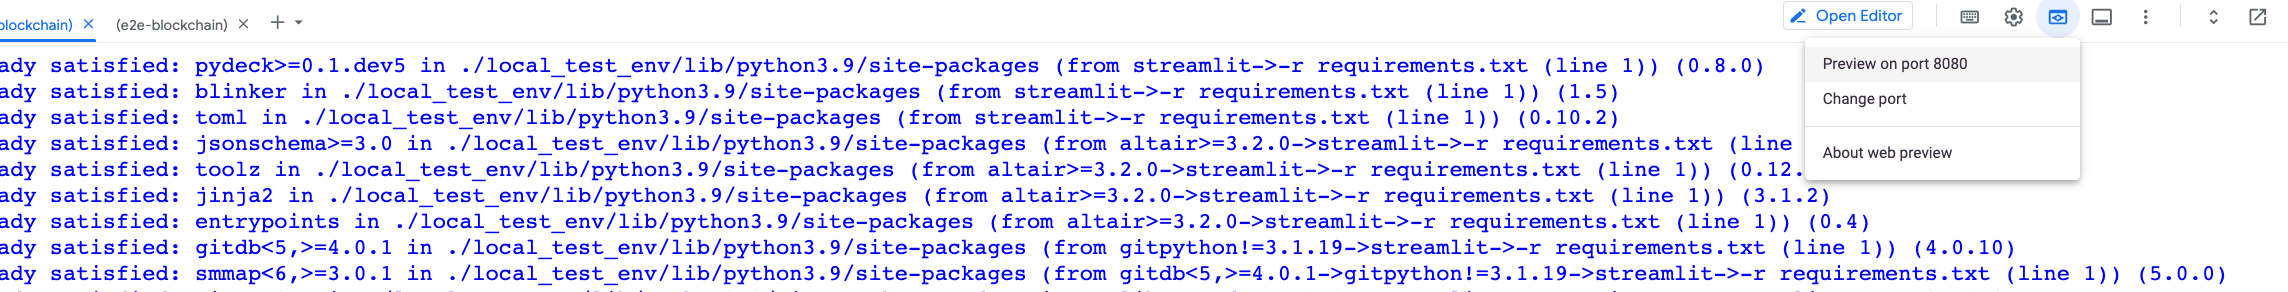 blockchain) × (e2e-blockchain) × + Open Editor
ady satisfied: pydeck>=0.1.dev5 in ./local_test_env/lib/python3.9/site-packages (from streamlit->-r requirements.txt (line 1)) (0.8.0)
ady satisfied: blinker in ./local_test_env/lib/python3.9/site-packages (from streamlit->-r requirements.txt (line 1)) (1.5)
ady satisfied: toml in ./local_test_env/lib/python3.9/site-packages (from streamlit->-r requirements.txt (line 1)) (0.10.2)
ady satisfied: jsonschema>=3.0 in ./local_test_env/lib/python3.9/site-packages (from altair>=3.2.0->streamlit->-r requirements.txt (line
ady satisfied: toolz in ./local_test_env/lib/python3.9/site-packages (from altair>=3.2.0->streamlit->-r requirements.txt (line 1)) (0.12.
ady satisfied: jinja2 in ./local_test_env/lib/python3.9/site-packages (from altair>=3.2.0->streamlit->-r requirements.txt (line 1)) (3.1.2)
ady satisfied: entrypoints in ./local_test_env/lib/python3.9/site-packages (from altair>=3.2.0->streamlit->-r requirements.txt (line 1)) (0.4)
ady satisfied: gitdb<5,>=4.0.1 in ./local_test_env/lib/python3.9/site-packages (from gitpython!=3.1.19->streamlit->-r requirements.txt (line 1)) (4.0.10)
ady satisfied: smmap<6,>=3.0.1 in ./local_test_env/lib/python3.9/site-packages (from gitdb<5,>=4.0.1->gitpython!=3.1.19->streamlit->-r requirements.txt (line 1)) (5.0.0)
Preview on port 8080
Change port
About web preview